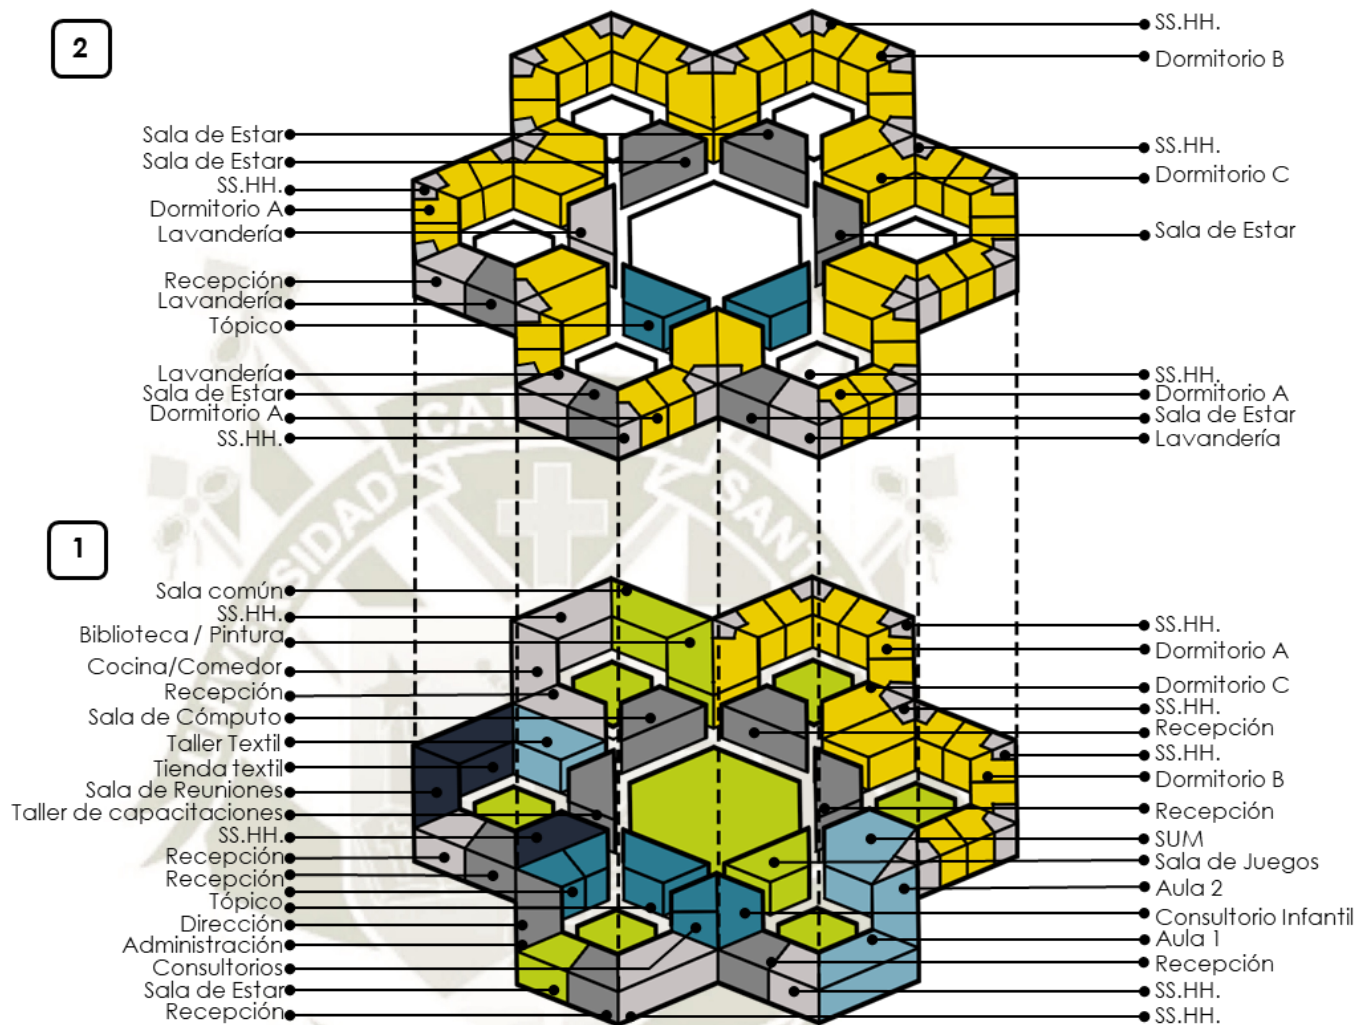 2
SS.HH.
Dormitorio B
Sala de Estar
Sala de Estar
SS.HH.
Dormitorio A
Lavandería
Recepción
Lavandería
Tópico
Lavandería
Sala de Estar
Dormitorio A
SS.HH.
SS.HH.
Dormitorio C
Sala de Estar
SS.HH.
Dormitorio A
Sala de Estar
Lavandería
1
Sala común
SS.HH.
Biblioteca / Pintura
Cocina/Comedor
Recepción
Sala de Cómputo
Taller Textil
Tienda textil
Sala de Reuniones
Taller de capacitaciones
SS.HH.
Recepción
Recepción
Tópico
Dirección
Administración
Consultorios
Sala de Estar
Recepción
SS.HH.
Dormitorio A
Dormitorio C
SS.HH.
Recepción
SS.HH.
Dormitorio B
Recepción
SUM
Sala de Juegos
Aula 2
Consultorio Infantil
Aula 1
Recepción
SS.HH.
SS.HH.